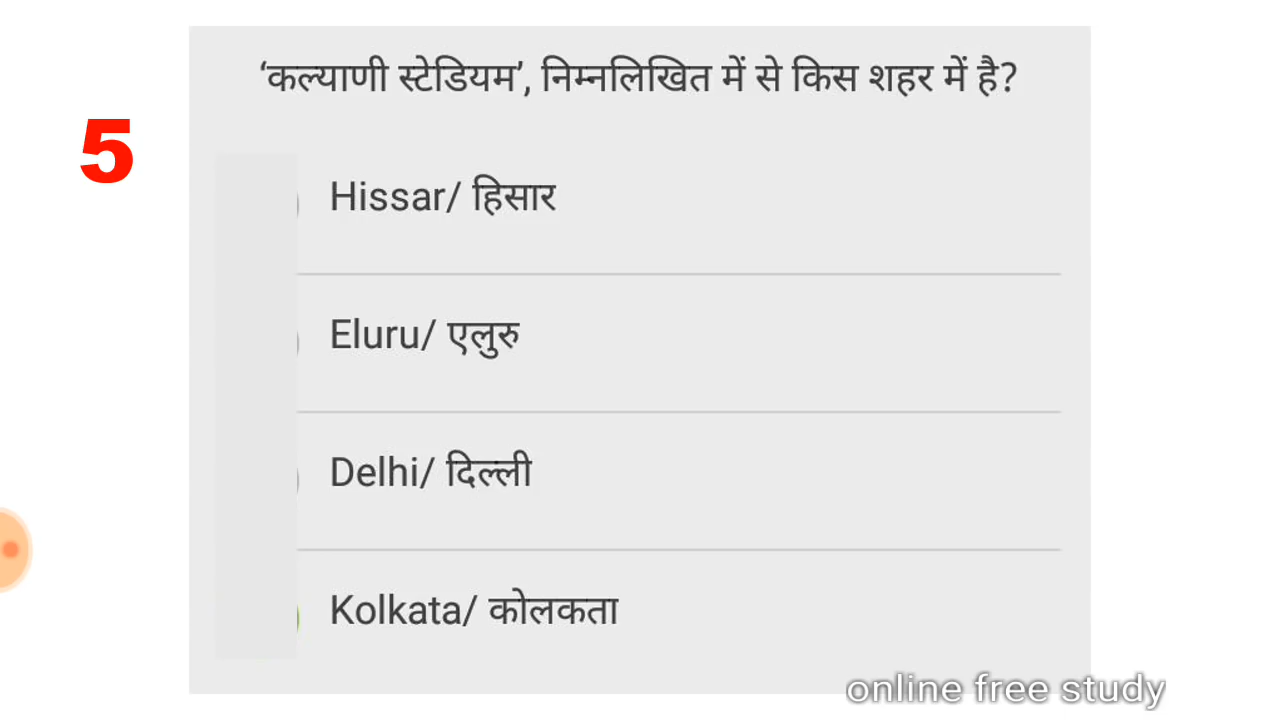 ‘कल्याणी स्टेडियम’, निम्नलिखित में से किस शहर में है?
5
Hissar/ हिसार
Eluru/ एलुरु
Delhi/ दिल्ली
Kolkata/ कोलकता
online free study